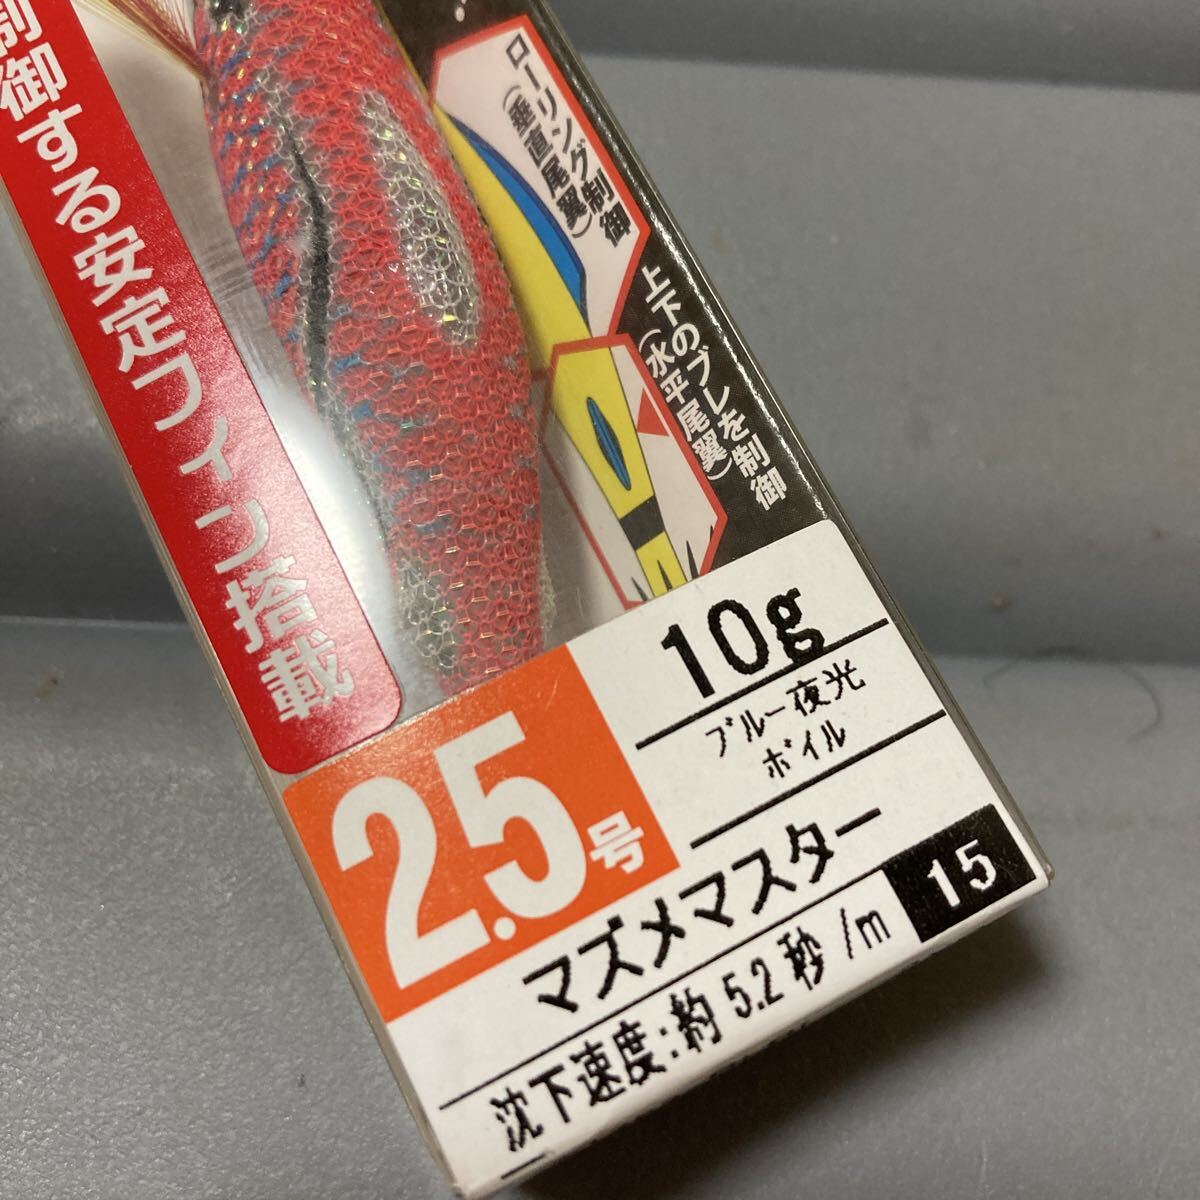 制御する安定フィン搭載
ローリング制御
(垂直尾翼)
上下のブレを制御
(水平尾翼)
10g
ブルー夜光
ボイル
2.5号
マズメマスター
15
沈下速度:約5.2秒/m